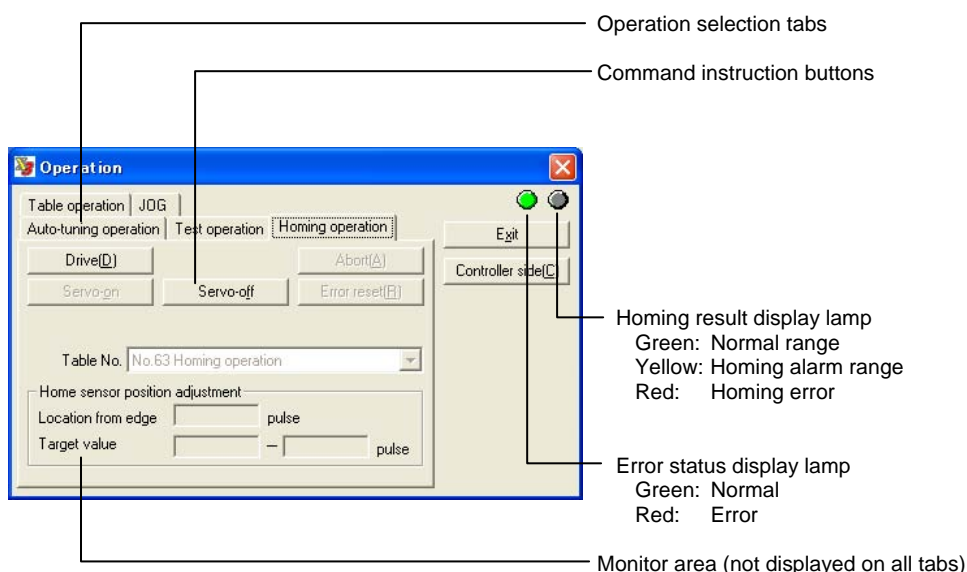 Operation selection tabs
Command instruction buttons
Operation
Table operation JOG
Auto-tuning operation Test operation Homing operation
Exit
Drive(D) Abort(A)
Controller side(C
Servo-on Servo-off Error reset(R)
Table No. No.63 Homing operation
Home sensor position adjustment
Location from edge pulse
Target value – pulse
Homing result display lamp
Green: Normal range
Yellow: Homing alarm range
Red: Homing error
Error status display lamp
Green: Normal
Red: Error
Monitor area (not displayed on all tabs)